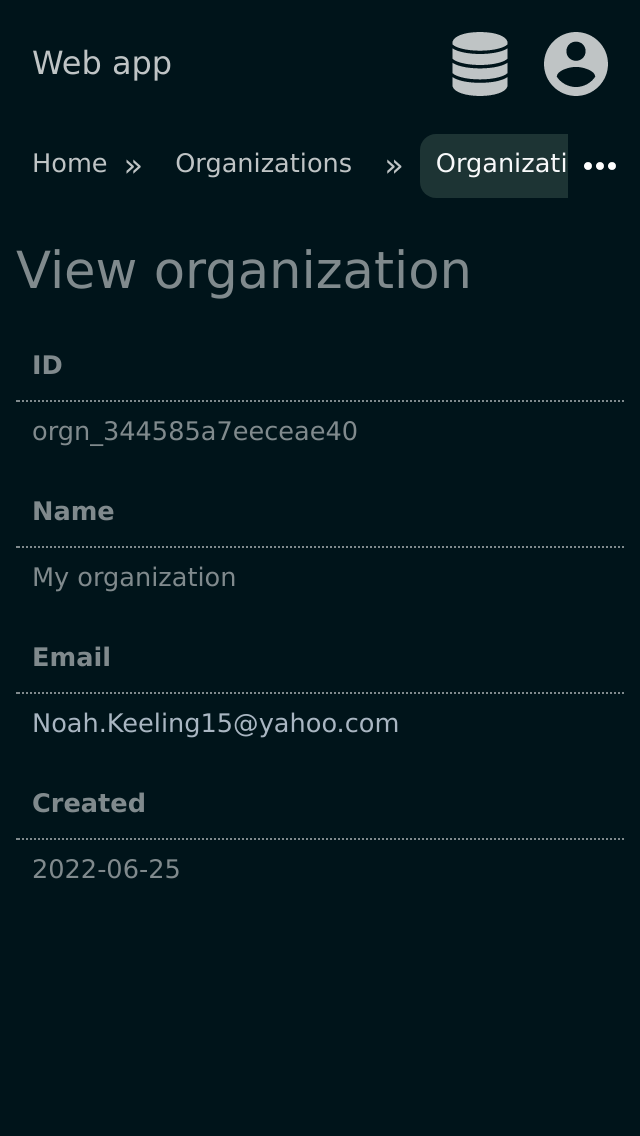 Web app
Home » Organizations » Organizati •••
View organization
ID
orgn_344585a7eeceae40
Name
My organization
Email
Noah.Keeling15@yahoo.com
Created
2022-06-25